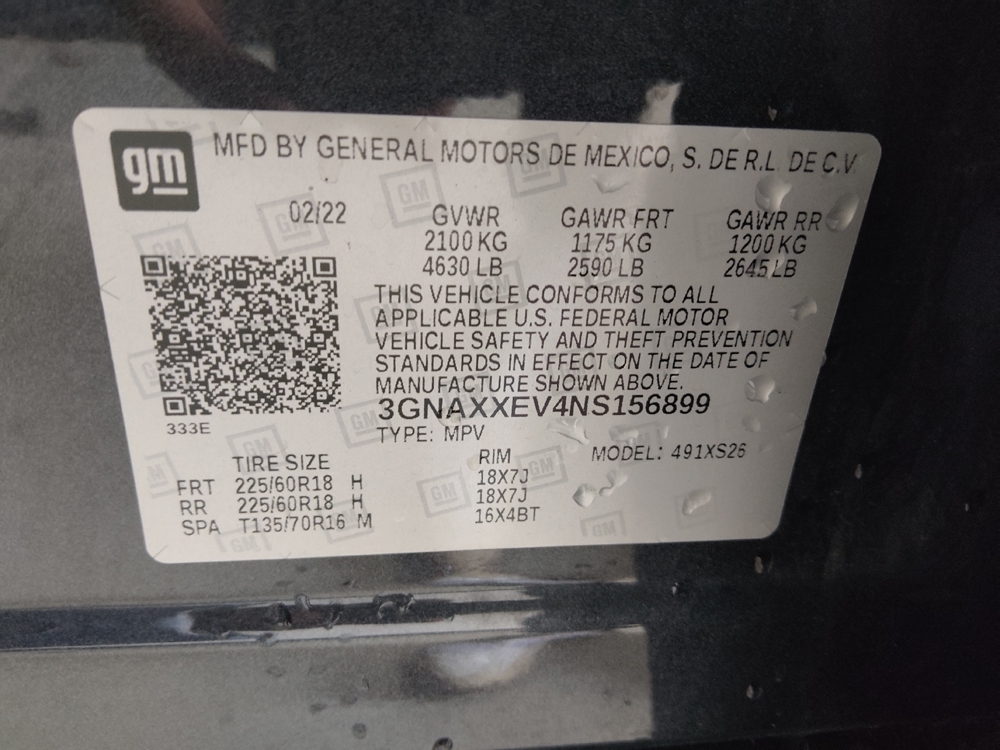 gm
MFD BY GENERAL MOTORS DE MEXICO, S. DE R.L. DE C.V.
02/22 GVWR GAWR FRT GAWR RR
2100 KG 1175 KG 1200 KG
4630 LB 2590 LB 2645 LB
THIS VEHICLE CONFORMS TO ALL
APPLICABLE U.S. FEDERAL MOTOR
VEHICLE SAFETY AND THEFT PREVENTION
STANDARDS IN EFFECT ON THE DATE OF
MANUFACTURE SHOWN ABOVE.
3GNAXXEV4NS156899
333E
TYPE: MPV MODEL: 491XS26
TIRE SIZE RIM
FRT 225/60R18 H 18X7J
RR 225/60R18 H 18X7J
SPA T135/70R16 M 16X4BT